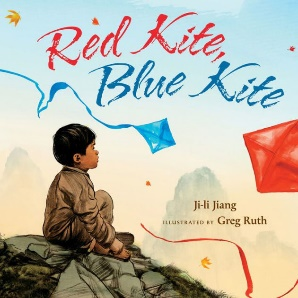 Red Kite,
Blue Kite
Ji-li Jiang
ILLUSTRATED BY Greg Ruth